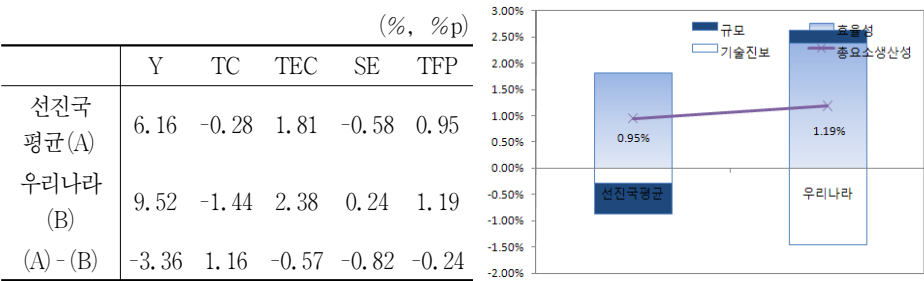 (%, %p)
Y TC TEC SE TFP
선진국
평균(A) 6.16 -0.28 1.81 -0.58 0.95
우리나라
(B) 9.52 -1.44 2.38 0.24 1.19
(A)-(B) -3.36 1.16 -0.57 -0.82 -0.24
3.00%
2.50%
2.00%
1.50%
1.00%
0.50%
0.00%
-0.50%
-1.00%
-1.50%
-2.00%
규모 효율성
기술진보 총요소생산성
0.95% 1.19%
선진국평균 우리나라